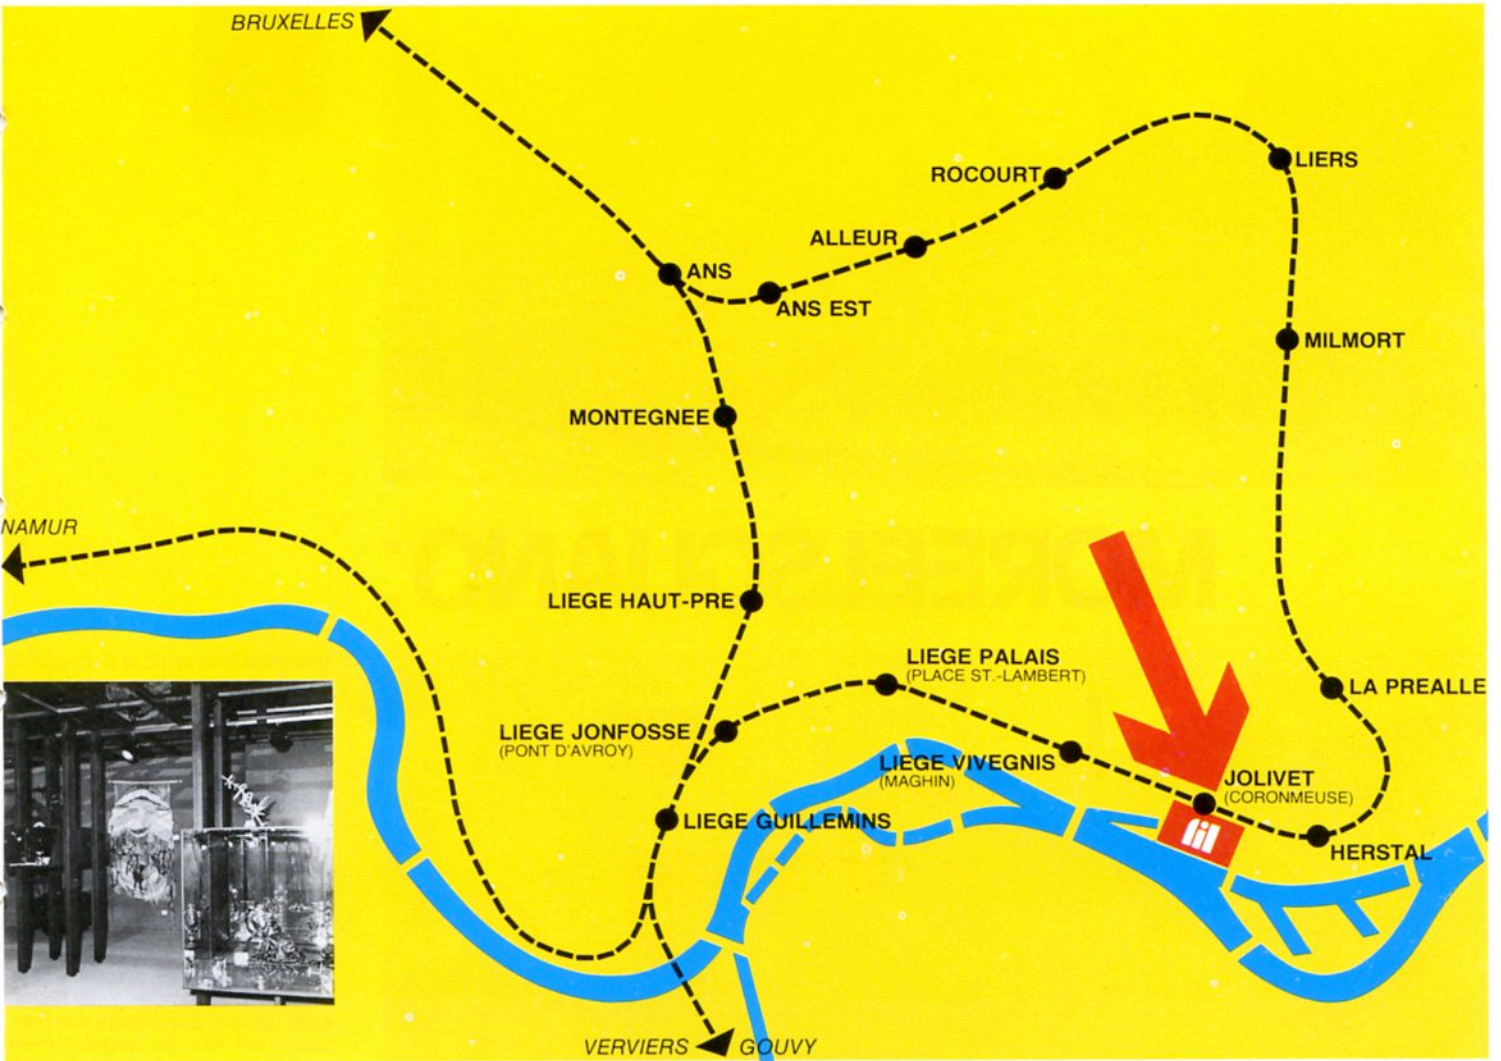 BRUXELLES
LIERS
ROCOURT
ALLEUR
ANS
ANS EST
MILMORT
MONTEGNEE
NAMUR
LIEGE HAUT-PRE
LIEGE PALAIS
(PLACE ST.-LAMBERT)
LA PREALLE
LIEGE JONFOSSE
(PONT D'AVROY)
LIEGE VIVEGNIS
(MAGHIN)
JOLIVET
(CORONMEUSE)
LIEGE GUILLEMINS
fil
HERSTAL
VERVIERS
GOUVY